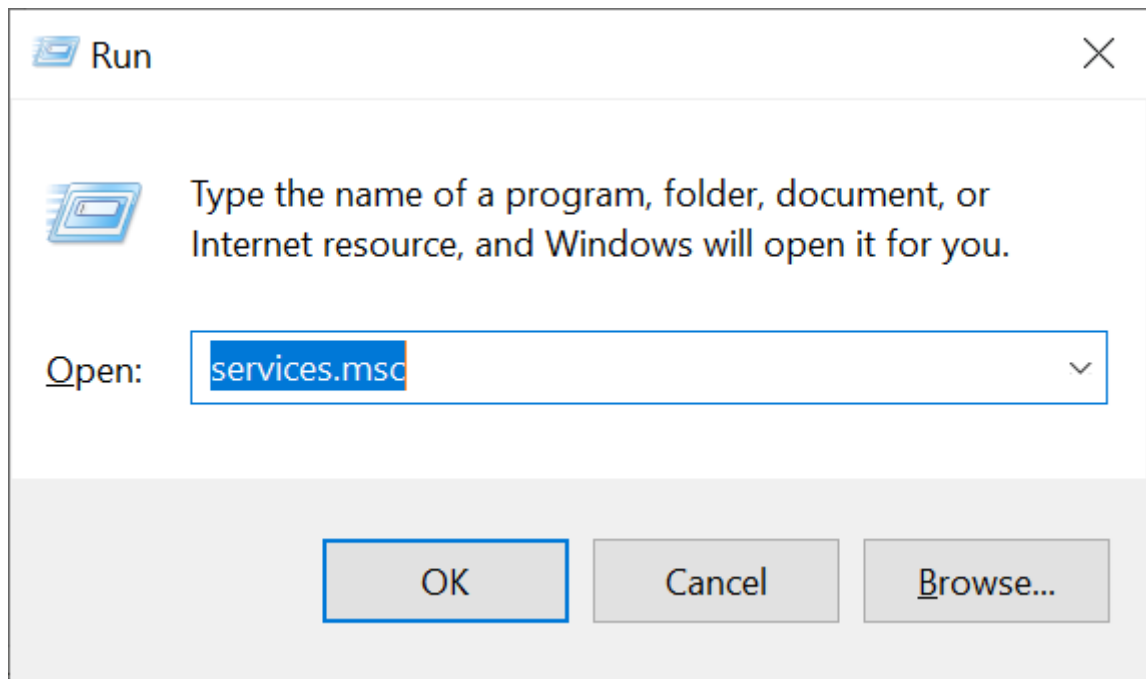 Run
Type the name of a program, folder, document, or
Internet resource, and Windows will open it for you.
Open: services.msc
OK Cancel Browse...